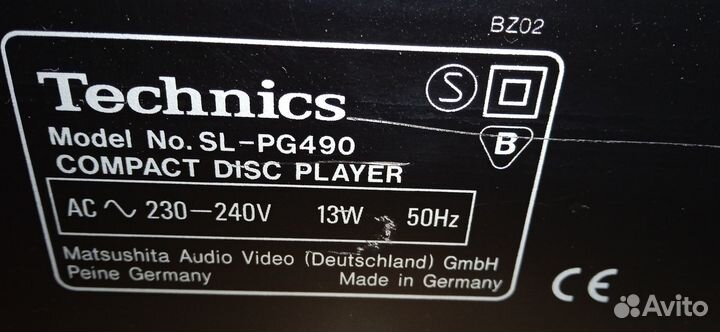 BZ02
Technics
S
Model No. SL-PG490
B
COMPACT DISC PLAYER
AC ∿ 230-240V 13W 50Hz
Matsushita Audio Video (Deutschland) GmbH
Peine Germany Made in Germany
CE
Avito